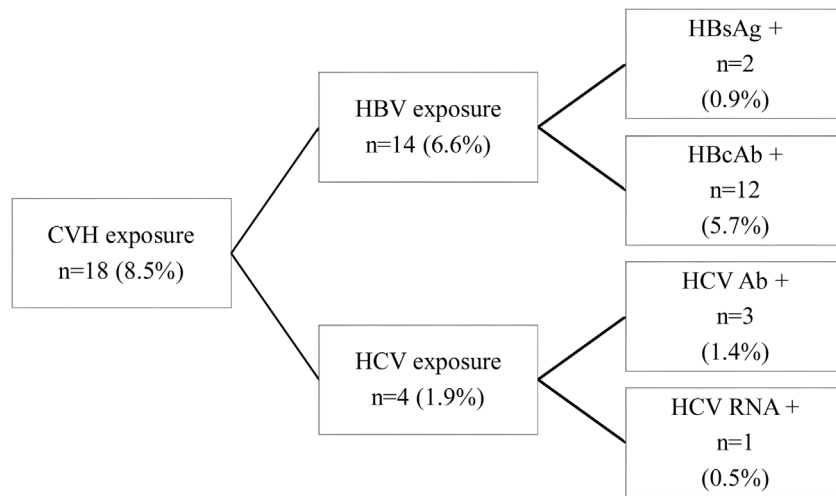 CVH exposure
n=18 (8.5%)
HBV exposure
n=14 (6.6%)
HBsAg +
n=2
(0.9%)
HBcAb +
n=12
(5.7%)
HCV exposure
n=4 (1.9%)
HCV Ab +
n=3
(1.4%)
HCV RNA +
n=1
(0.5%)